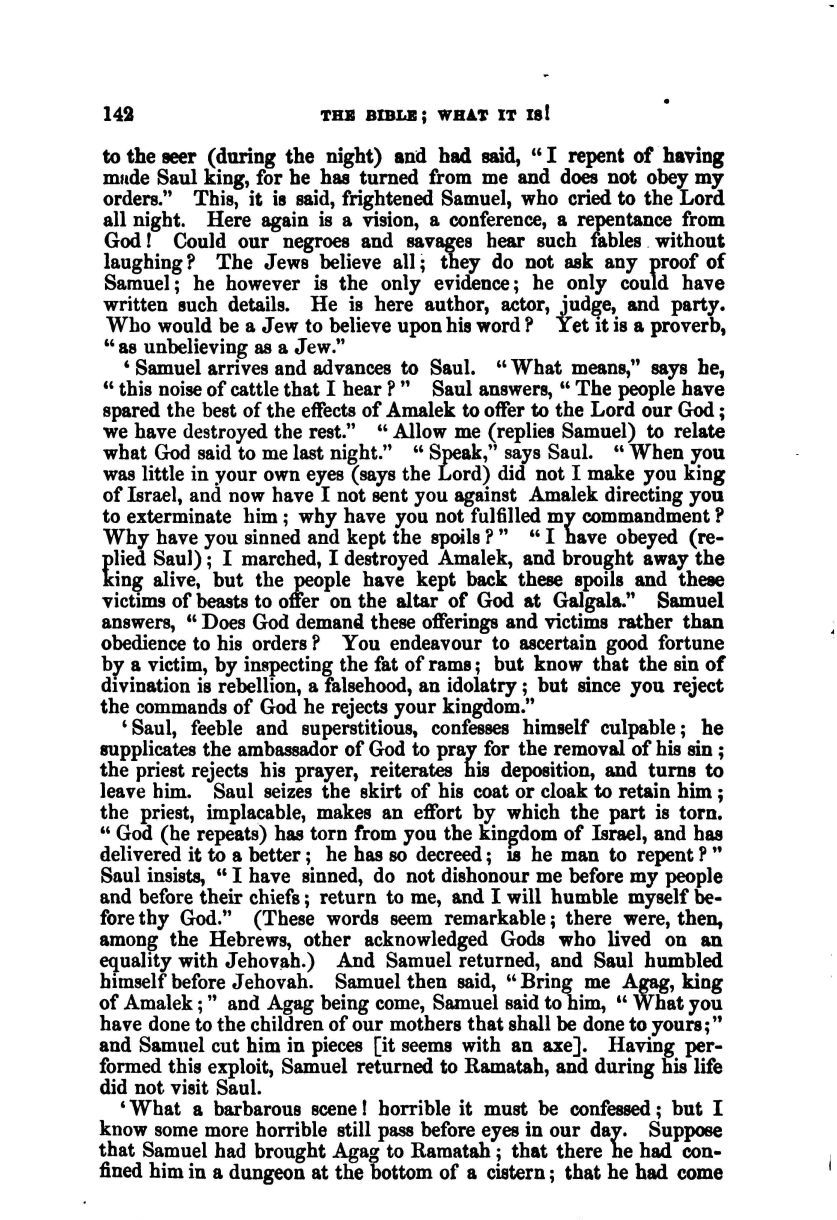 142 THE BIBLE; WHAT IT IS!
to the seer (during the night) and had said, “I repent of having
made Saul king, for he has turned from me and does not obey my
orders.” This, it is said, frightened Samuel, who cried to the Lord
all night. Here again is a vision, a conference, a repentance from
God! Could our negroes and savages hear such fables without
laughing? The Jews believe all; they do not ask any proof of
Samuel; he however is the only evidence; he only could have
written such details. He is here author, actor, judge, and party.
Who would be a Jew to believe upon his word? Yet it is a proverb,
“as unbelieving as a Jew.”
‘Samuel arrives and advances to Saul. “What means,” says he,
“this noise of cattle that I hear?” Saul answers, “The people have
spared the best of the effects of Amalek to offer to the Lord our God;
we have destroyed the rest.” “Allow me (replies Samuel) to relate
what God said to me last night.” “Speak,” says Saul. “When you
was little in your own eyes (says the Lord) did not I make you king
of Israel, and now have I not sent you against Amalek directing you
to exterminate him; why have you not fulfilled my commandment?
Why have you sinned and kept the spoils?” “I have obeyed (re-
plied Saul); I marched, I destroyed Amalek, and brought away the
king alive, but the people have kept back these spoils and these
victims of beasts to offer on the altar of God at Galgala.” Samuel
answers, “Does God demand these offerings and victims rather than
obedience to his orders? You endeavour to ascertain good fortune
by a victim, by inspecting the fat of rams; but know that the sin of
divination is rebellion, a falsehood, an idolatry; but since you reject
the commands of God he rejects your kingdom.”
‘Saul, feeble and superstitious, confesses himself culpable; he
supplicates the ambassador of God to pray for the removal of his sin;
the priest rejects his prayer, reiterates his deposition, and turns to
leave him. Saul seizes the skirt of his coat or cloak to retain him;
the priest, implacable, makes an effort by which the part is torn.
“God (he repeats) has torn from you the kingdom of Israel, and has
delivered it to a better; he has so decreed; is he man to repent?”
Saul insists, “I have sinned, do not dishonour me before my people
and before their chiefs; return to me, and I will humble myself be-
fore thy God.” (These words seem remarkable; there were, then,
among the Hebrews, other acknowledged Gods who lived on an
equality with Jehovah.) And Samuel returned, and Saul humbled
himself before Jehovah. Samuel then said, “Bring me Agag, king
of Amalek;” and Agag being come, Samuel said to him, “What you
have done to the children of our mothers that shall be done to yours;”
and Samuel cut him in pieces [it seems with an axe]. Having per-
formed this exploit, Samuel returned to Ramatah, and during his life
did not visit Saul.
‘What a barbarous scene! horrible it must be confessed; but I
know some more horrible still pass before eyes in our day. Suppose
that Samuel had brought Agag to Ramatah; that there he had con-
fined him in a dungeon at the bottom of a cistern; that he had come